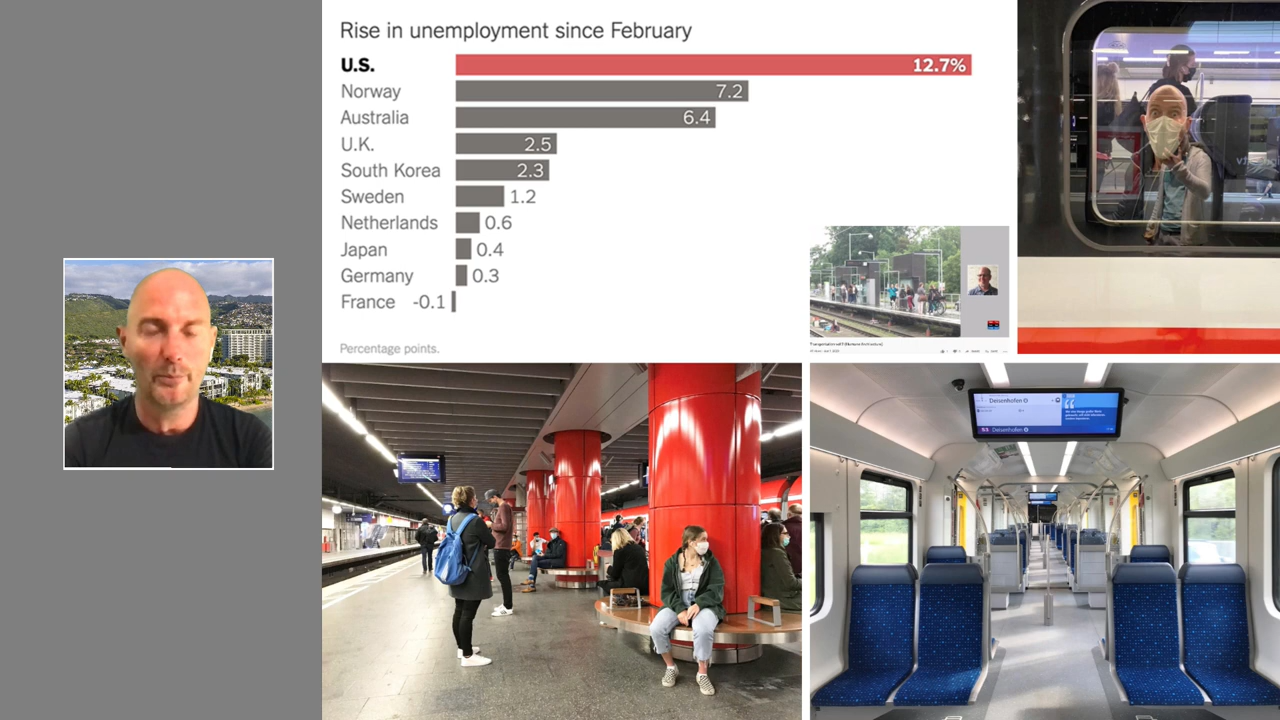 Rise in unemployment since February
U.S. 12.7%
Norway 7.2
Australia 6.4
U.K. 2.5
South Korea 2.3
Sweden 1.2
Netherlands 0.6
Japan 0.4
Germany 0.3
France -0.1
Percentage points.
Deisenhofen
S3 Deisenhofen